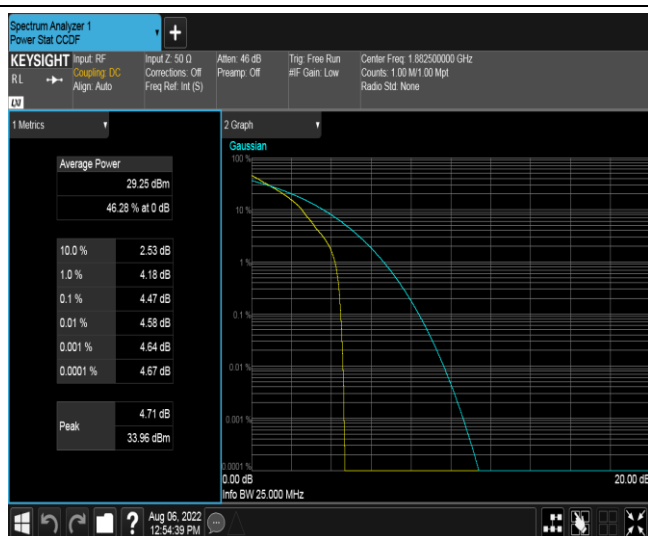 Spectrum Analyzer 1
Power Stat CCDF
+
KEYSIGHT
RL
LXI
Input: RF
Coupling: DC
Align: Auto
Input Z: 50 Ω
Corrections: Off
Freq Ref: Int (S)
Atten: 46 dB
Preamp: Off
Trig: Free Run
#IF Gain: Low
Center Freq: 1.882500000 GHz
Counts: 1.00 M/1.00 Mpt
Radio Std: None
1 Metrics
Average Power
29.25 dBm
46.28 % at 0 dB
10.0 % 2.53 dB
1.0 % 4.18 dB
0.1 % 4.47 dB
0.01 % 4.58 dB
0.001 % 4.64 dB
0.0001 % 4.67 dB
Peak
4.71 dB
33.96 dBm
2 Graph
Gaussian
100 %
10 %
1 %
0.1 %
0.01 %
0.001 %
0.0001 %
0.00 dB 20.00 dB
Info BW 25.000 MHz
?
Aug 06, 2022
12:54:39 PM